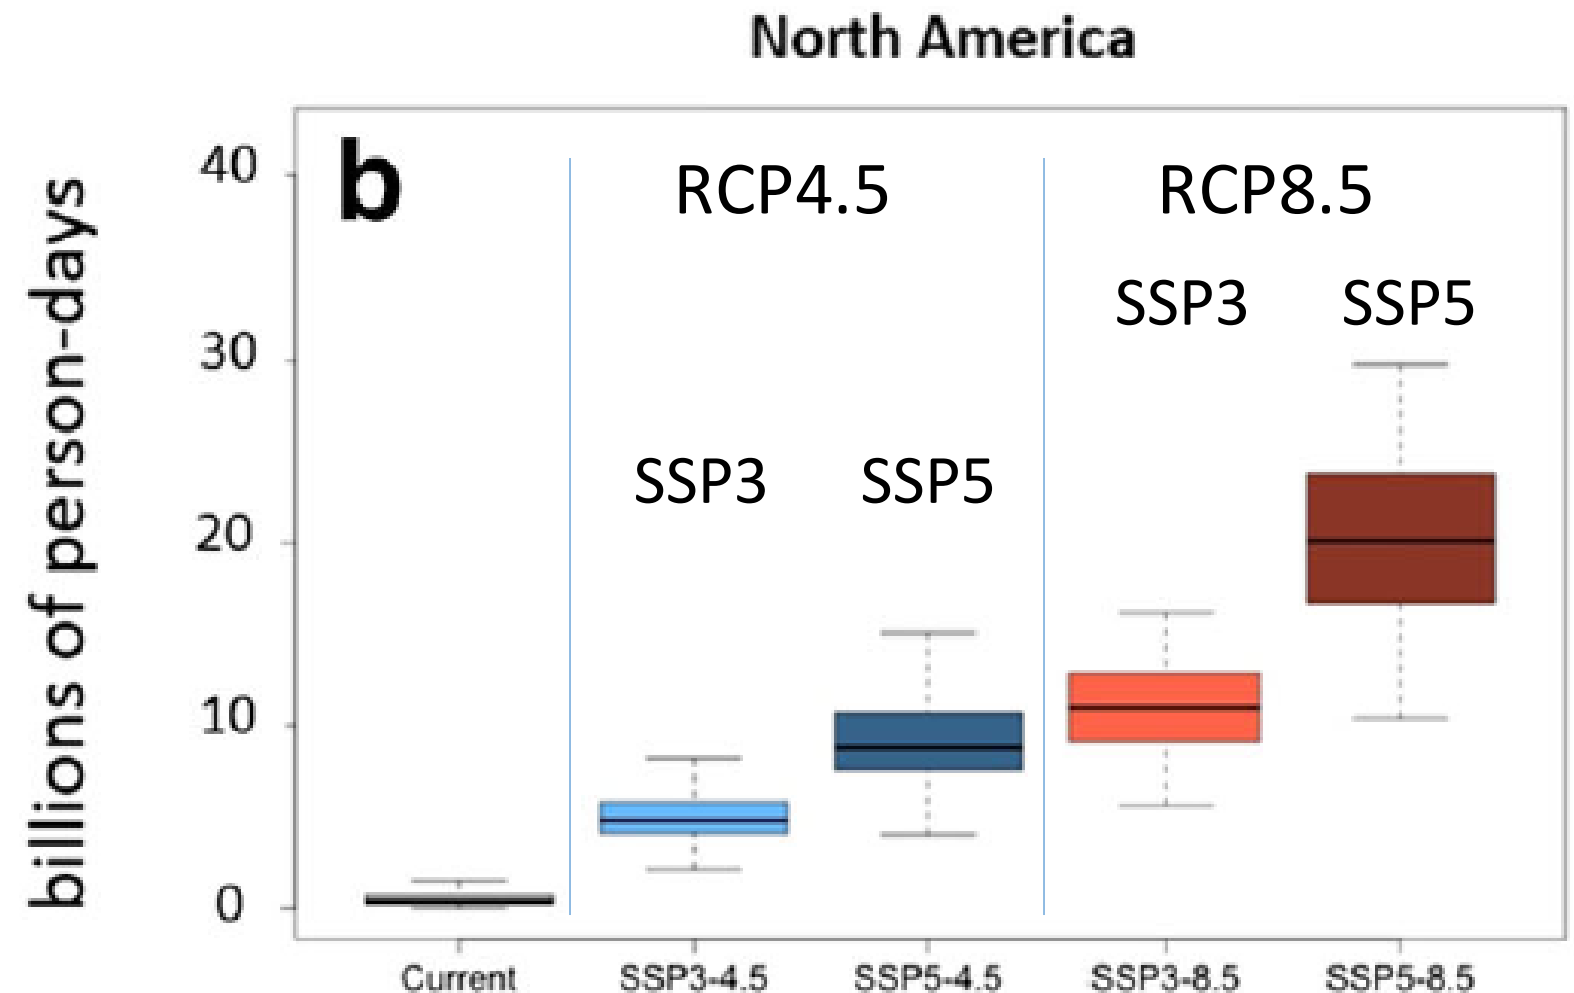 North America
b
RCP4.5
RCP8.5
SSP3
SSP5
SSP3
SSP5
billions of person-days
40
30
20
10
0
Current
SSP3-4.5
SSP5-4.5
SSP3-8.5
SSP5-8.5